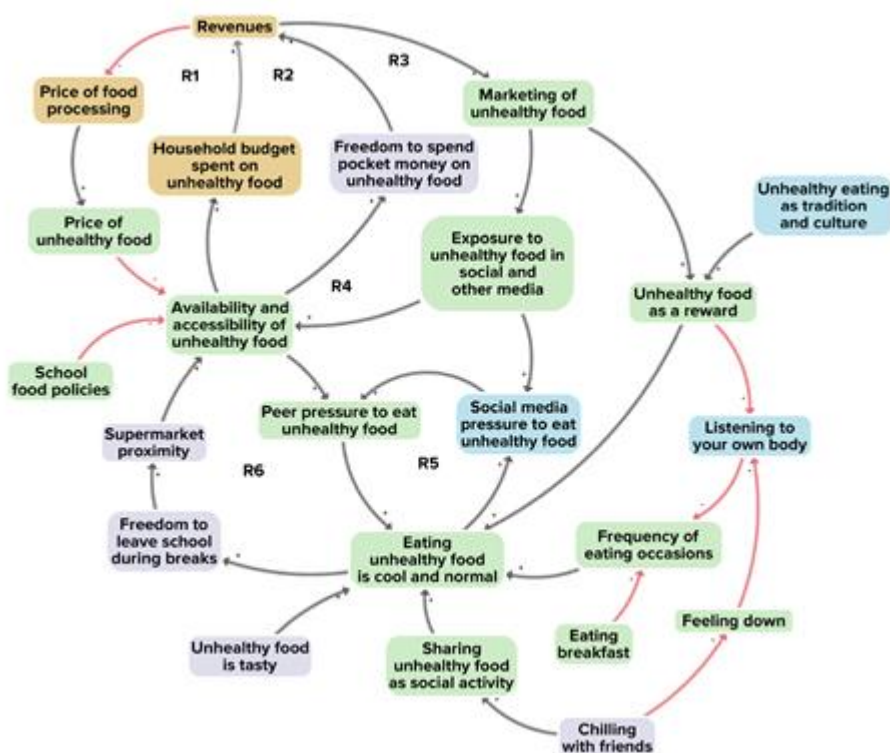 Revenues
R1
R2
R3
Price of food
processing
Marketing of
unhealthy food
Household budget
spent on
unhealthy food
Freedom to spend
pocket money on
unhealthy food
Unhealthy eating
as tradition
and culture
Price of
unhealthy food
Exposure to
unhealthy food in
social and
other media
R4
Unhealthy food
as a reward
Availability and
accessibility of
unhealthy food
School
food policies
Peer pressure to eat
unhealthy food
Social media
pressure to eat
unhealthy food
Listening to
your own body
Supermarket
proximity
R6
R5
Freedom to
leave school
during breaks
Eating
unhealthy food
is cool and normal
Frequency of
eating occasions
Unhealthy food
is tasty
Sharing
unhealthy food
as social activity
Eating
breakfast
Feeling down
Chilling
with friends